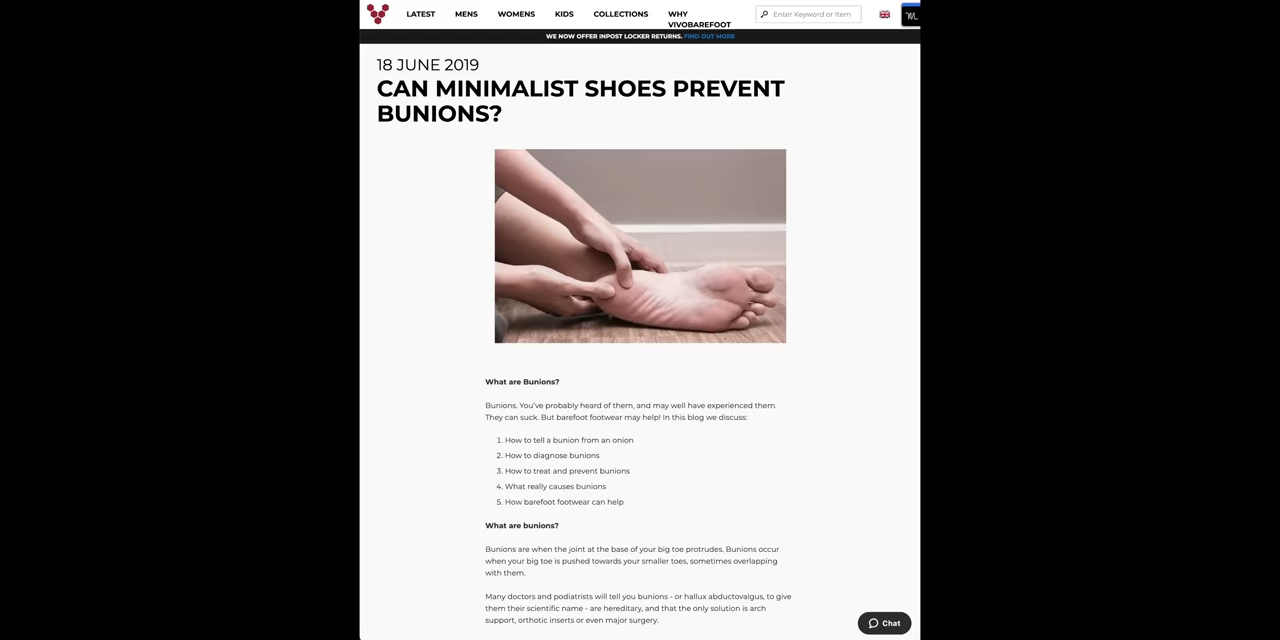 LATEST MENS WOMENS KIDS COLLECTIONS WHY VIVOBAREFOOT Enter Keyword or Item
WE NOW OFFER INPOST LOCKER RETURNS. FIND OUT MORE
18 JUNE 2019
CAN MINIMALIST SHOES PREVENT
BUNIONS?
What are Bunions?
Bunions. You've probably heard of them, and may well have experienced them.
They can suck. But barefoot footwear may help! In this blog we discuss:
1. How to tell a bunion from an onion
2. How to diagnose bunions
3. How to treat and prevent bunions
4. What really causes bunions
5. How barefoot footwear can help
What are bunions?
Bunions are when the joint at the base of your big toe protrudes. Bunions occur
when your big toe is pushed towards your smaller toes, sometimes overlapping
with them.
Many doctors and podiatrists will tell you bunions - or hallux abductovalgus, to give
them their scientific name - are hereditary, and that the only solution is arch
support, orthotic inserts or even major surgery.
Chat